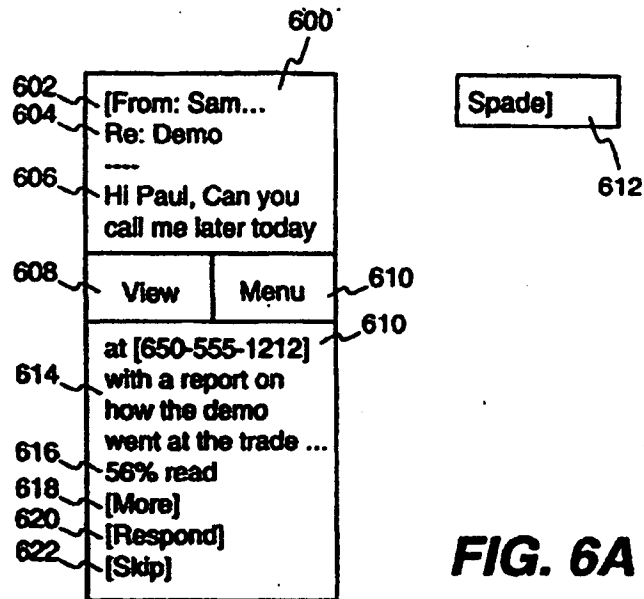 600
602
[From: Sam...
604
Re: Demo
----
606
Hi Paul, Can you
call me later today
Spade]
612
608
View
Menu
610
610
at [650-555-1212]
614
with a report on
how the demo
went at the trade ...
616
56% read
618
[More]
620
[Respond]
622
[Skip]
FIG. 6A